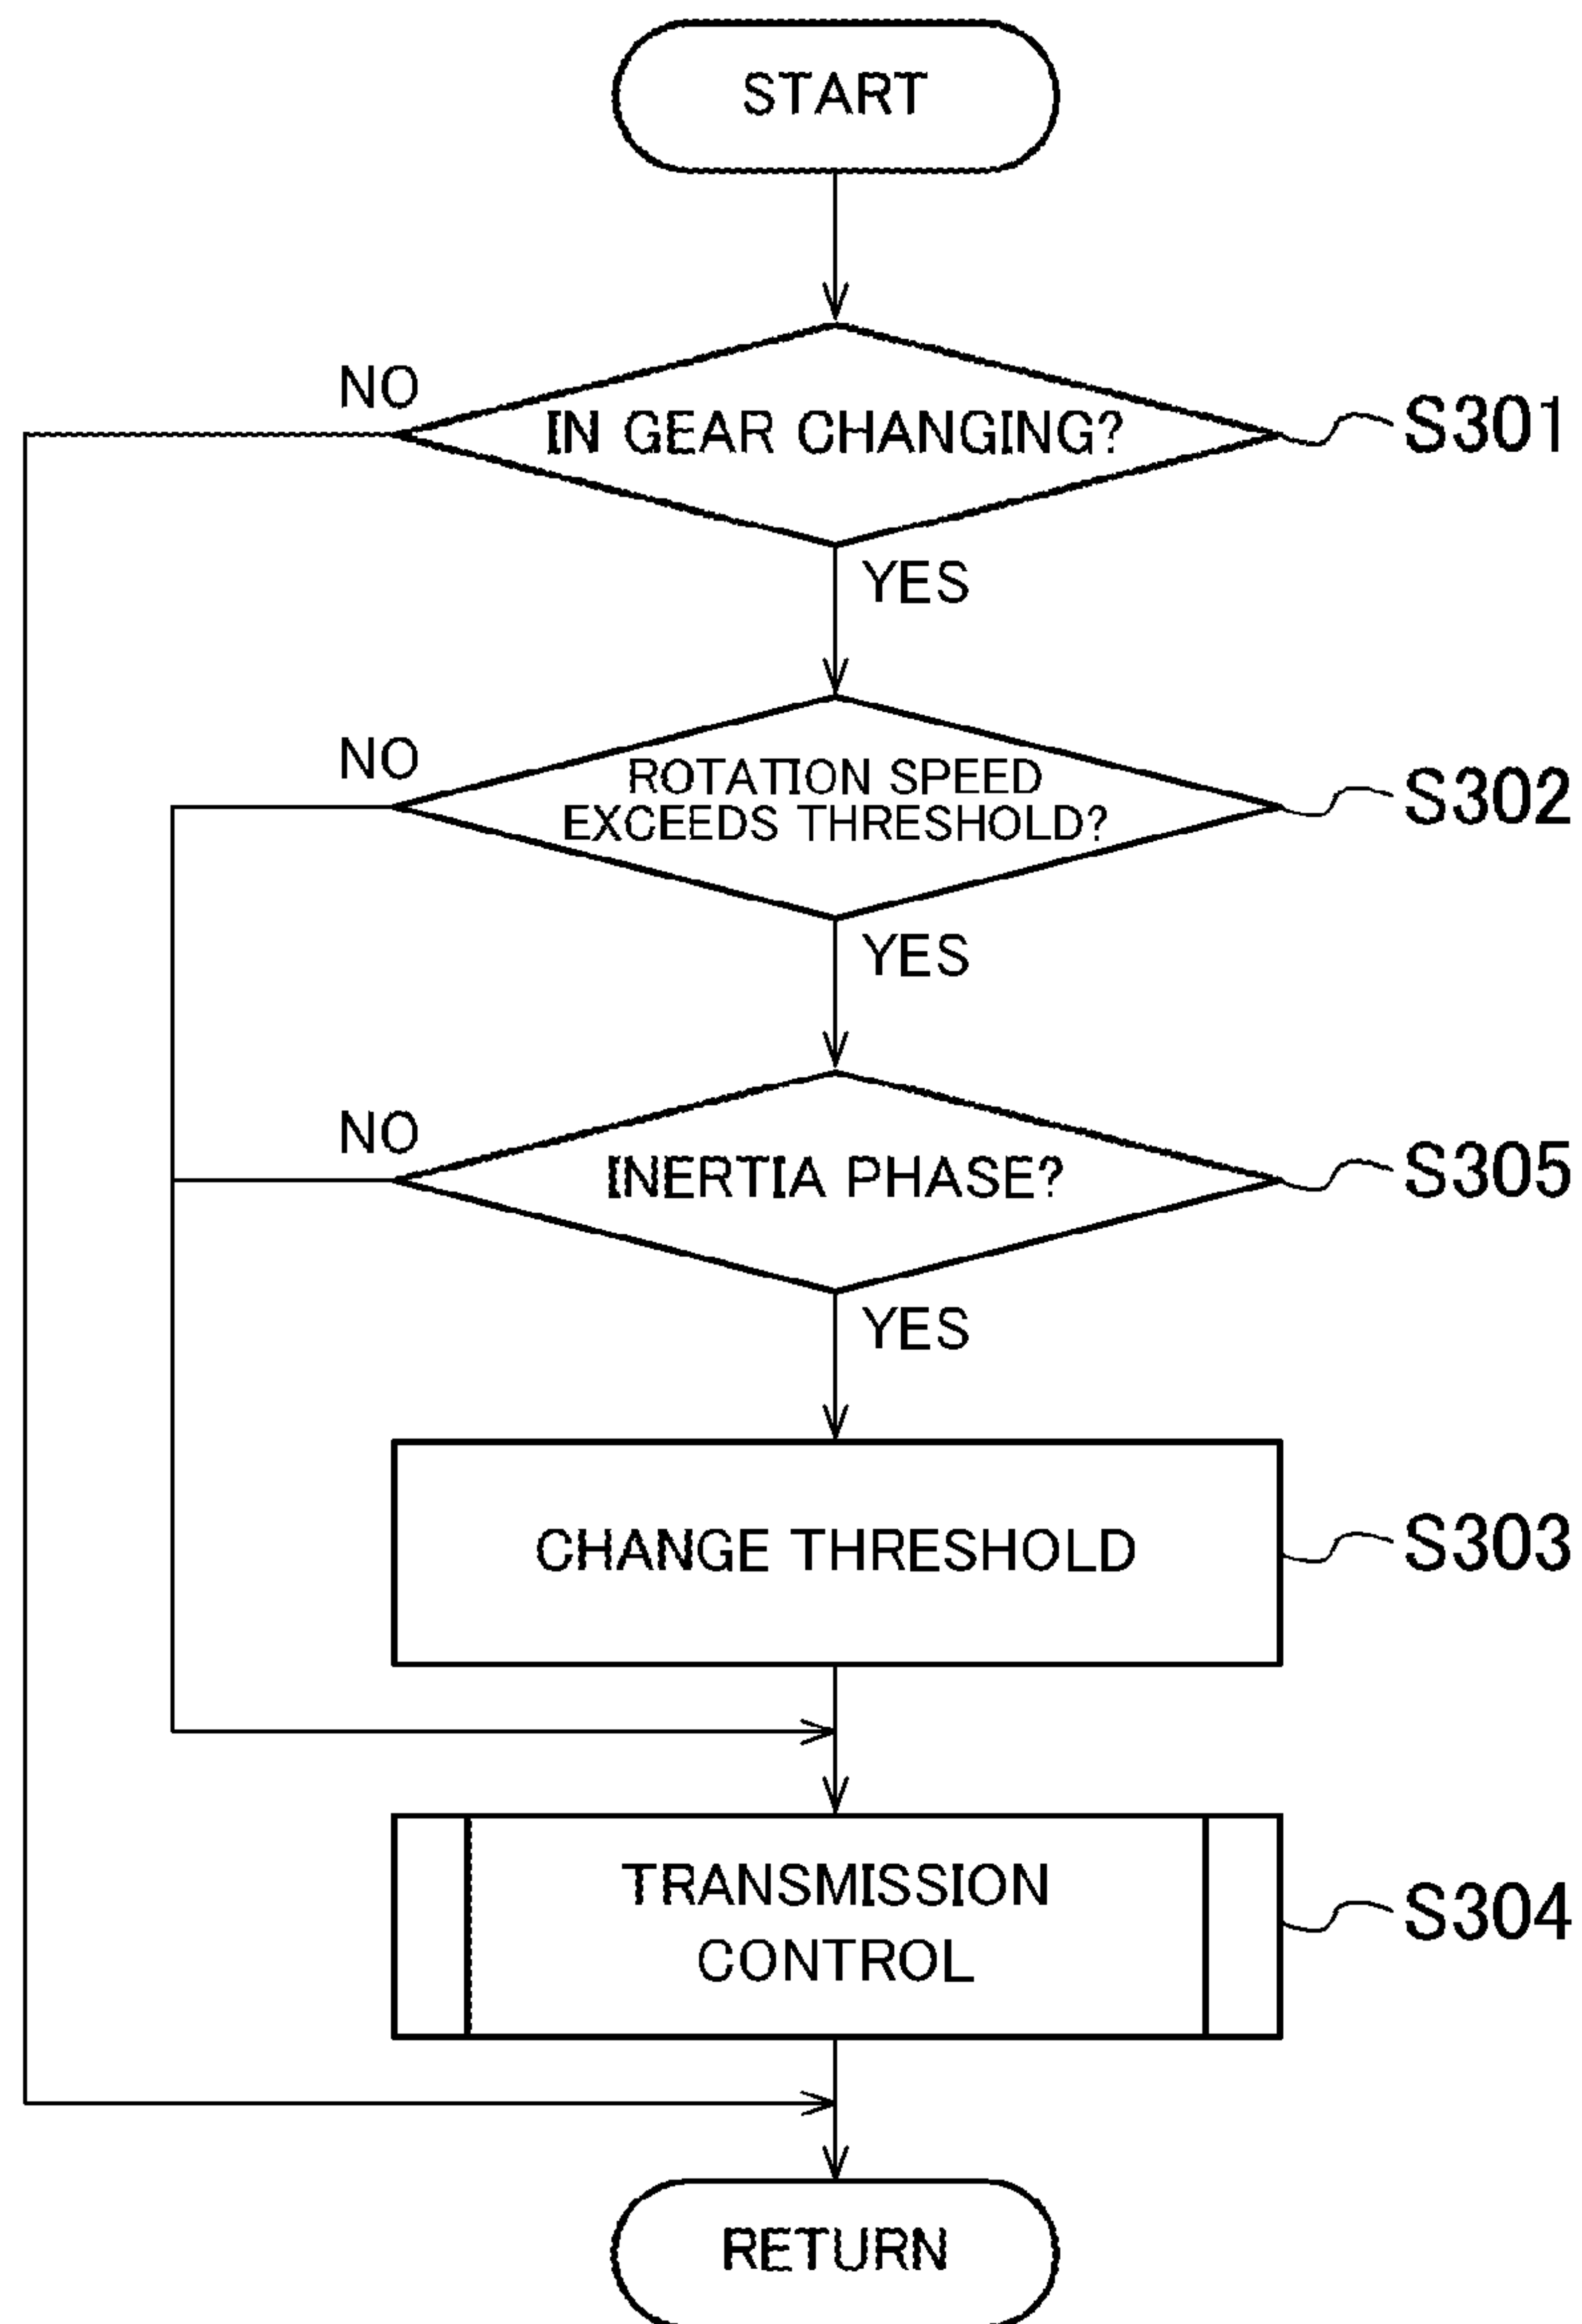 START
NO
IN GEAR CHANGING?
S301
YES
NO
ROTATION SPEED
EXCEEDS THRESHOLD?
S302
YES
NO
INERTIA PHASE?
S305
YES
CHANGE THRESHOLD
S303
TRANSMISSION
CONTROL
S304
RETURN